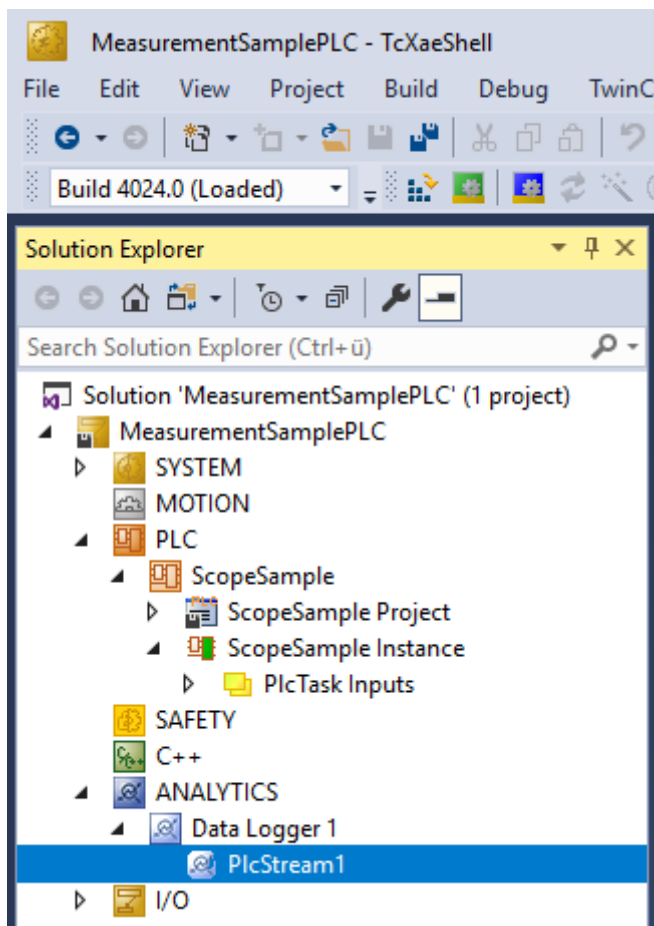 MeasurementSamplePLC - TcXaeShell
File Edit View Project Build Debug TwinC
Build 4024.0 (Loaded)
Solution Explorer
Search Solution Explorer (Ctrl+ü)
Solution 'MeasurementSamplePLC' (1 project)
MeasurementSamplePLC
SYSTEM
MOTION
PLC
ScopeSample
ScopeSample Project
ScopeSample Instance
PlcTask Inputs
SAFETY
C++
ANALYTICS
Data Logger 1
PlcStream1
I/O